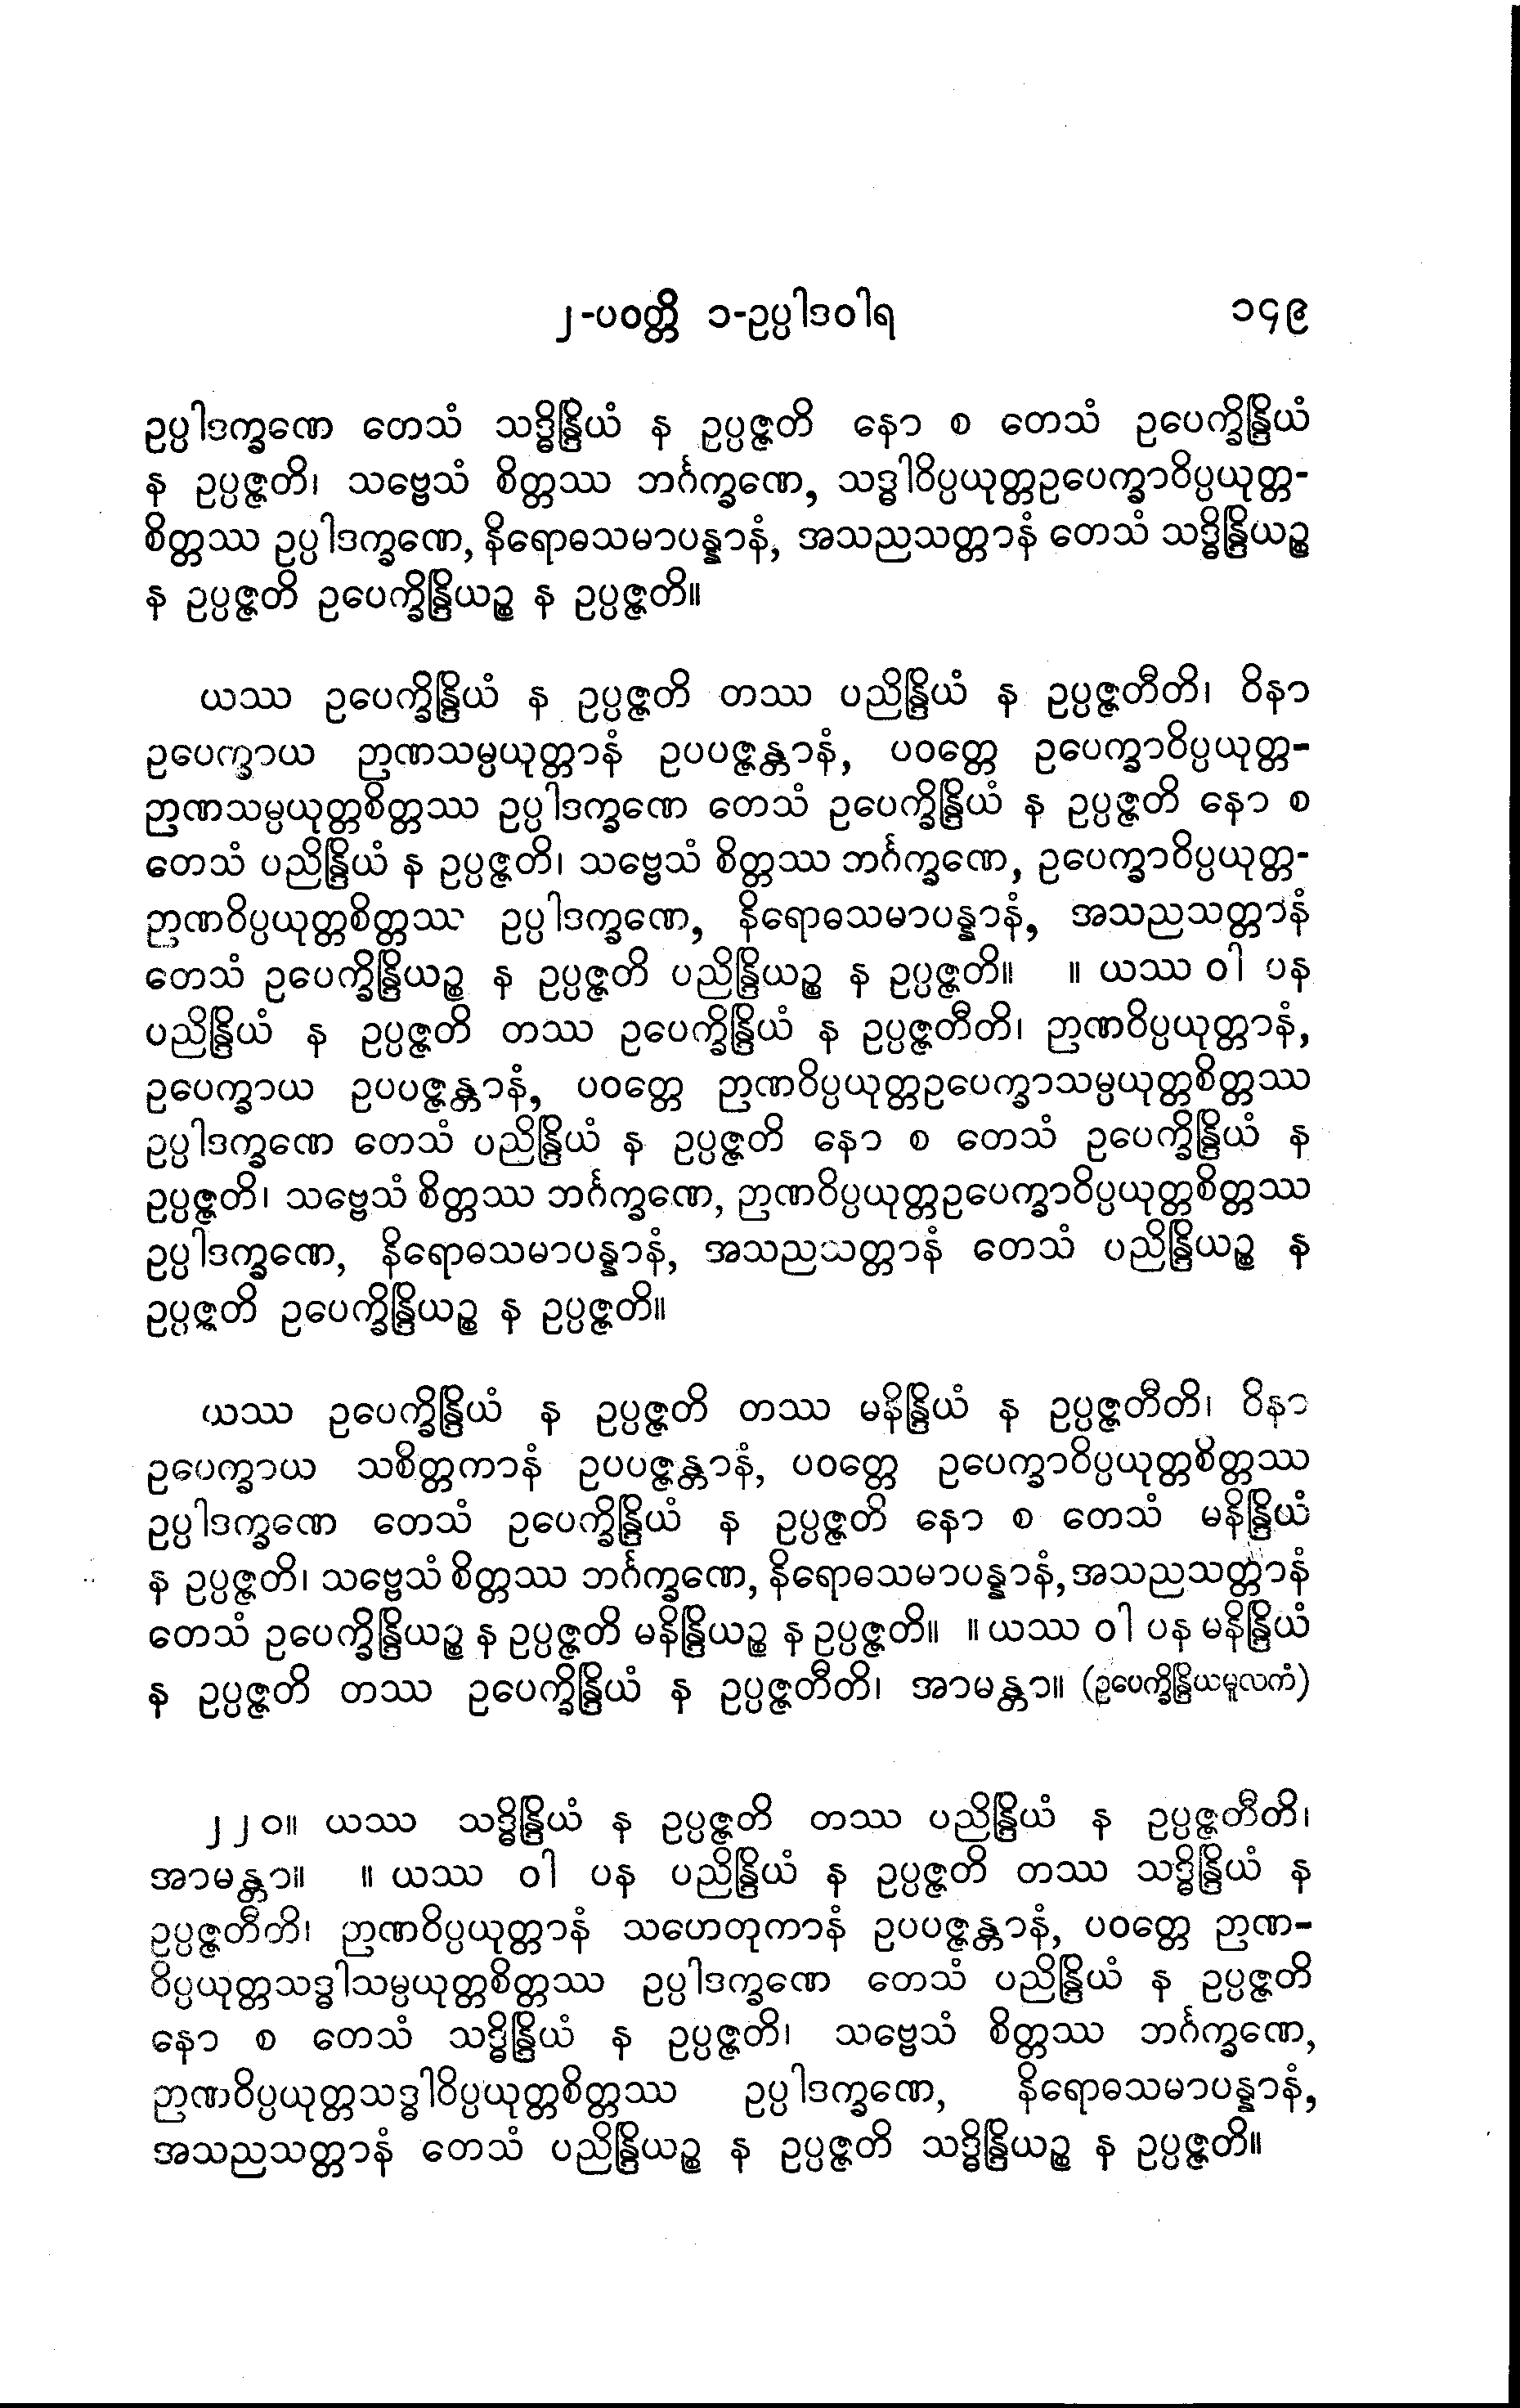 ၂-ပဝတ္တိ ၁-ဥပ္ပါဒဝါရ ၁၄၉
ဥပ္ပါဒက္ခဏေ တေသံ သဒ္ဓိန္ဒြိယံ န ဥပ္ပဇ္ဇတိ နော စ တေသံ ဥပေက္ခိန္ဒြိယံ
န ဥပ္ပဇ္ဇတိ၊ သဗ္ဗေသံ စိတ္တဿ ဘင်္ဂက္ခဏေ, သဒ္ဓါဝိပ္ပယုတ္တဥပေက္ခာဝိပ္ပယုတ္တ-
စိတ္တဿ ဥပ္ပါဒက္ခဏေ, နိရောဓသမာပန္နာနံ, အသညသတ္တာနံ တေသံ သဒ္ဓိန္ဒြိယဉ္စ
န ဥပ္ပဇ္ဇတိ ဥပေက္ခိန္ဒြိယဉ္စ န ဥပ္ပဇ္ဇတိ။
ယဿ ဥပေက္ခိန္ဒြိယံ န ဥပ္ပဇ္ဇတိ တဿ ပညိန္ဒြိယံ န ဥပ္ပဇ္ဇတီတိ၊ ဝိနာ
ဥပေက္ခာယ ဉာဏသမ္ပယုတ္တာနံ ဥပပဇ္ဇန္တာနံ, ပဝတ္တေ ဥပေက္ခာဝိပ္ပယုတ္တ-
ဉာဏသမ္ပယုတ္တစိတ္တဿ ဥပ္ပါဒက္ခဏေ တေသံ ဥပေက္ခိန္ဒြိယံ န ဥပ္ပဇ္ဇတိ နော စ
တေသံ ပညိန္ဒြိယံ န ဥပ္ပဇ္ဇတိ၊ သဗ္ဗေသံ စိတ္တဿ ဘင်္ဂက္ခဏေ, ဥပေက္ခာဝိပ္ပယုတ္တ-
ဉာဏဝိပ္ပယုတ္တစိတ္တဿ ဥပ္ပါဒက္ခဏေ, နိရောဓသမာပန္နာနံ, အသညသတ္တာနံ
တေသံ ဥပေက္ခိန္ဒြိယဉ္စ န ဥပ္ပဇ္ဇတိ ပညိန္ဒြိယဉ္စ န ဥပ္ပဇ္ဇတိ။ ။ ယဿ ဝါ ပန
ပညိန္ဒြိယံ န ဥပ္ပဇ္ဇတိ တဿ ဥပေက္ခိန္ဒြိယံ န ဥပ္ပဇ္ဇတီတိ၊ ဉာဏဝိပ္ပယုတ္တာနံ,
ဥပေက္ခာယ ဥပပဇ္ဇန္တာနံ, ပဝတ္တေ ဉာဏဝိပ္ပယုတ္တဥပေက္ခာသမ္ပယုတ္တစိတ္တဿ
ဥပ္ပါဒက္ခဏေ တေသံ ပညိန္ဒြိယံ န ဥပ္ပဇ္ဇတိ နော စ တေသံ ဥပေက္ခိန္ဒြိယံ န
ဥပ္ပဇ္ဇတိ၊ သဗ္ဗေသံ စိတ္တဿ ဘင်္ဂက္ခဏေ, ဉာဏဝိပ္ပယုတ္တဥပေက္ခာဝိပ္ပယုတ္တစိတ္တဿ
ဥပ္ပါဒက္ခဏေ, နိရောဓသမာပန္နာနံ, အသညသတ္တာနံ တေသံ ပညိန္ဒြိယဉ္စ န
ဥပ္ပဇ္ဇတိ ဥပေက္ခိန္ဒြိယဉ္စ န ဥပ္ပဇ္ဇတိ။
ယဿ ဥပေက္ခိန္ဒြိယံ န ဥပ္ပဇ္ဇတိ တဿ မနိန္ဒြိယံ န ဥပ္ပဇ္ဇတီတိ၊ ဝိနာ
ဥပေက္ခာယ သစိတ္တကာနံ ဥပပဇ္ဇန္တာနံ, ပဝတ္တေ ဥပေက္ခာဝိပ္ပယုတ္တစိတ္တဿ
ဥပ္ပါဒက္ခဏေ တေသံ ဥပေက္ခိန္ဒြိယံ န ဥပ္ပဇ္ဇတိ နော စ တေသံ မနိန္ဒြိယံ
န ဥပ္ပဇ္ဇတိ၊ သဗ္ဗေသံ စိတ္တဿ ဘင်္ဂက္ခဏေ, နိရောဓသမာပန္နာနံ, အသညသတ္တာနံ
တေသံ ဥပေက္ခိန္ဒြိယဉ္စ န ဥပ္ပဇ္ဇတိ မနိန္ဒြိယဉ္စ န ဥပ္ပဇ္ဇတိ။ ။ ယဿ ဝါ ပန မနိန္ဒြိယံ
န ဥပ္ပဇ္ဇတိ တဿ ဥပေက္ခိန္ဒြိယံ န ဥပ္ပဇ္ဇတီတိ၊ အာမန္တာ။ (ဥပေက္ခိန္ဒြိယမူလကံ)
၂၂၀။ ယဿ သဒ္ဓိန္ဒြိယံ န ဥပ္ပဇ္ဇတိ တဿ ပညိန္ဒြိယံ န ဥပ္ပဇ္ဇတီတိ၊
အာမန္တာ။ ။ ယဿ ဝါ ပန ပညိန္ဒြိယံ န ဥပ္ပဇ္ဇတိ တဿ သဒ္ဓိန္ဒြိယံ န
ဥပ္ပဇ္ဇတီတိ၊ ဉာဏဝိပ္ပယုတ္တာနံ သဟေတုကာနံ ဥပပဇ္ဇန္တာနံ, ပဝတ္တေ ဉာဏ-
ဝိပ္ပယုတ္တသဒ္ဓါသမ္ပယုတ္တစိတ္တဿ ဥပ္ပါဒက္ခဏေ တေသံ ပညိန္ဒြိယံ န ဥပ္ပဇ္ဇတိ
နော စ တေသံ သဒ္ဓိန္ဒြိယံ န ဥပ္ပဇ္ဇတိ၊ သဗ္ဗေသံ စိတ္တဿ ဘင်္ဂက္ခဏေ,
ဉာဏဝိပ္ပယုတ္တသဒ္ဓါဝိပ္ပယုတ္တစိတ္တဿ ဥပ္ပါဒက္ခဏေ, နိရောဓသမာပန္နာနံ,
အသညသတ္တာနံ တေသံ ပညိန္ဒြိယဉ္စ န ဥပ္ပဇ္ဇတိ သဒ္ဓိန္ဒြိယဉ္စ န ဥပ္ပဇ္ဇတိ။